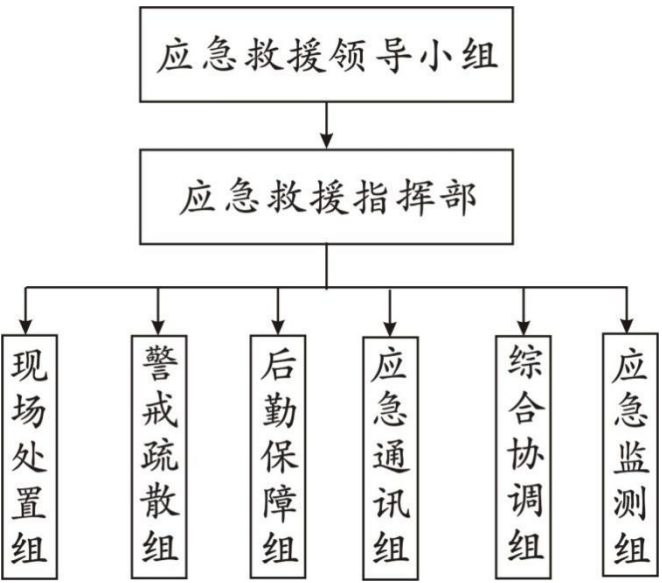 应急救援领导小组
应急救援指挥部
现场处置组
警戒疏散组
后勤保障组
应急通讯组
综合协调组
应急监测组